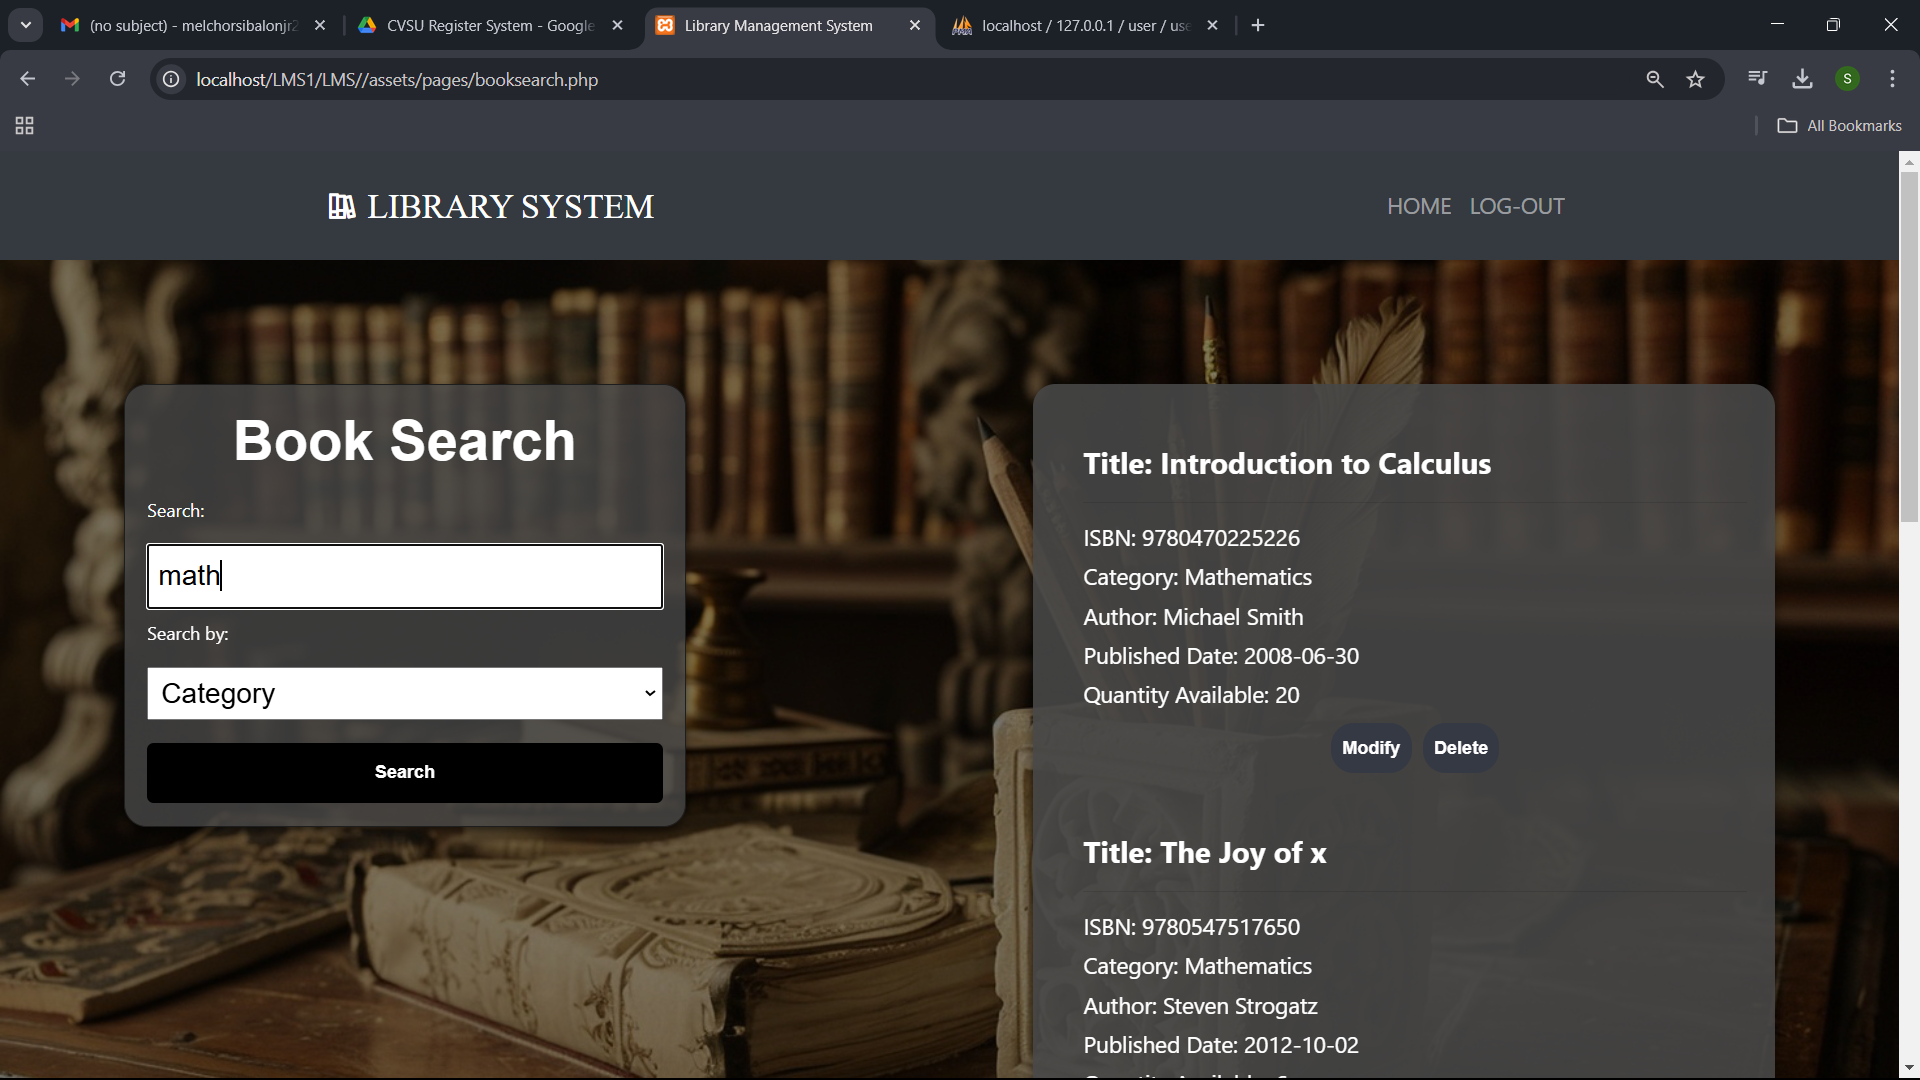 (no subject) - melchorsibalonjr2
CVSU Register System - Google
Library Management System
localhost / 127.0.0.1 / user / use
localhost/LMS1/LMS//assets/pages/booksearch.php
S
All Bookmarks
LIBRARY SYSTEM
HOME LOG-OUT
Book Search
Search:
math
Search by:
Category
Search
Title: Introduction to Calculus
ISBN: 9780470225226
Category: Mathematics
Author: Michael Smith
Published Date: 2008-06-30
Quantity Available: 20
Modify Delete
Title: The Joy of x
ISBN: 9780547517650
Category: Mathematics
Author: Steven Strogatz
Published Date: 2012-10-02